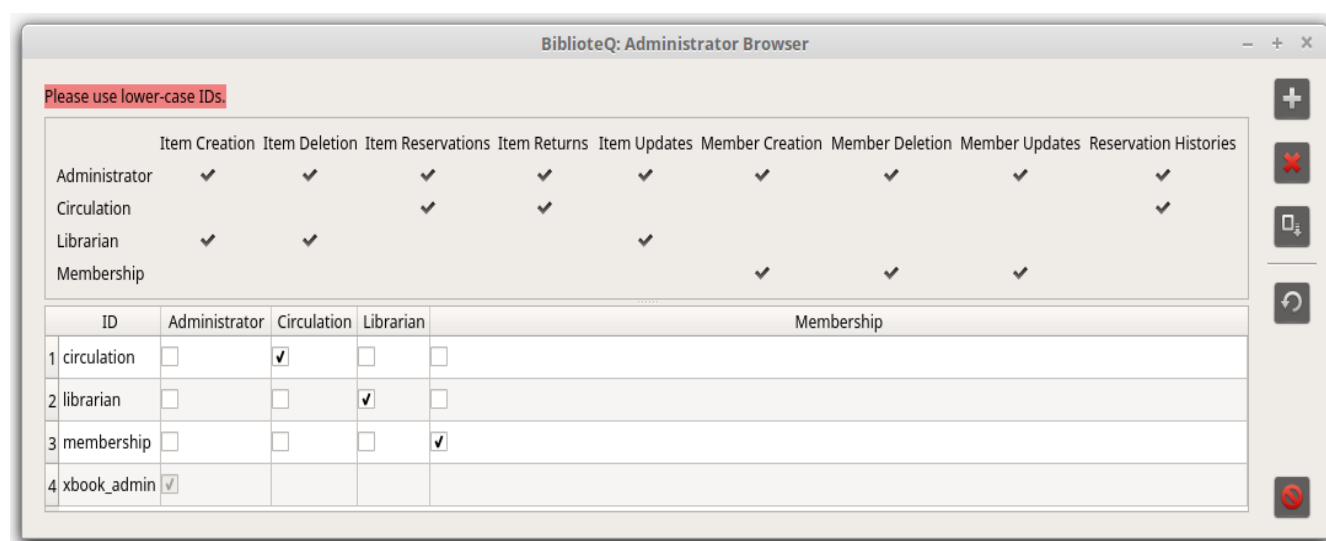 BiblioteQ: Administrator Browser
Please use lower-case IDs.
Item Creation Item Deletion Item Reservations Item Returns Item Updates Member Creation Member Deletion Member Updates Reservation Histories
Administrator
Circulation
Librarian
Membership
ID Administrator Circulation Librarian Membership
1 circulation
2 librarian
3 membership
4 xbook_admin